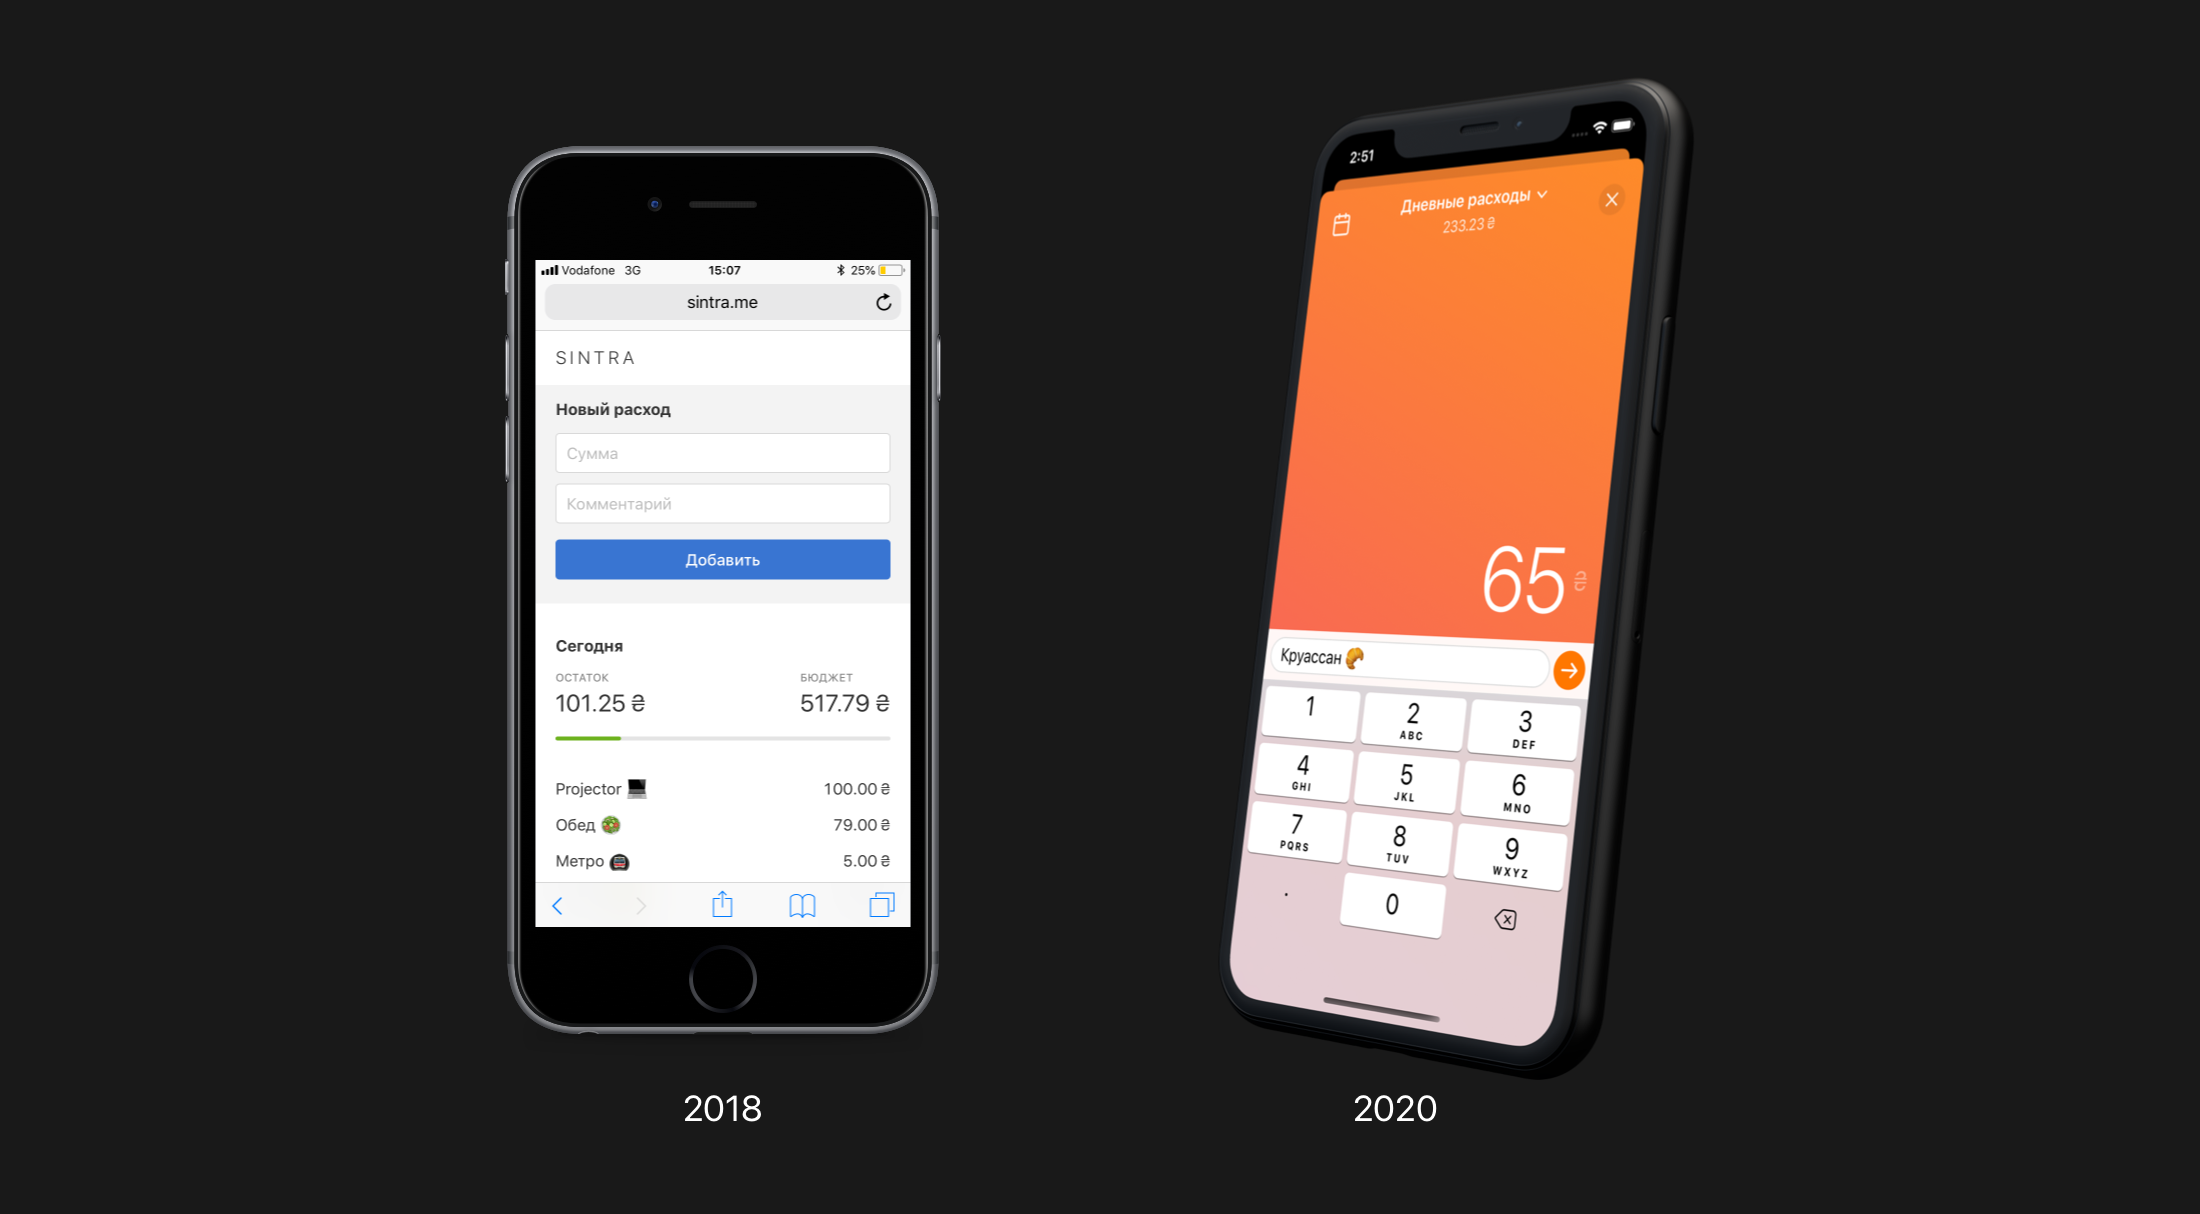 Vodafone 3G 15:07 25%
sintra.me
SINTRA
Новый расход
Сумма
Комментарий
Добавить
Сегодня
ОСТАТОК БЮДЖЕТ
101.25 ₴ 517.79 ₴
Projector 💻 100.00 ₴
Обед 🥗 79.00 ₴
Метро 🚇 5.00 ₴
2018
2:51
Дневные расходы
233.23 ₴
65 ₴
Круассан 🥐
1 2 3
ABC DEF
4 5 6
GHI JKL MNO
7 8 9
PQRS TUV WXYZ
. 0
2020